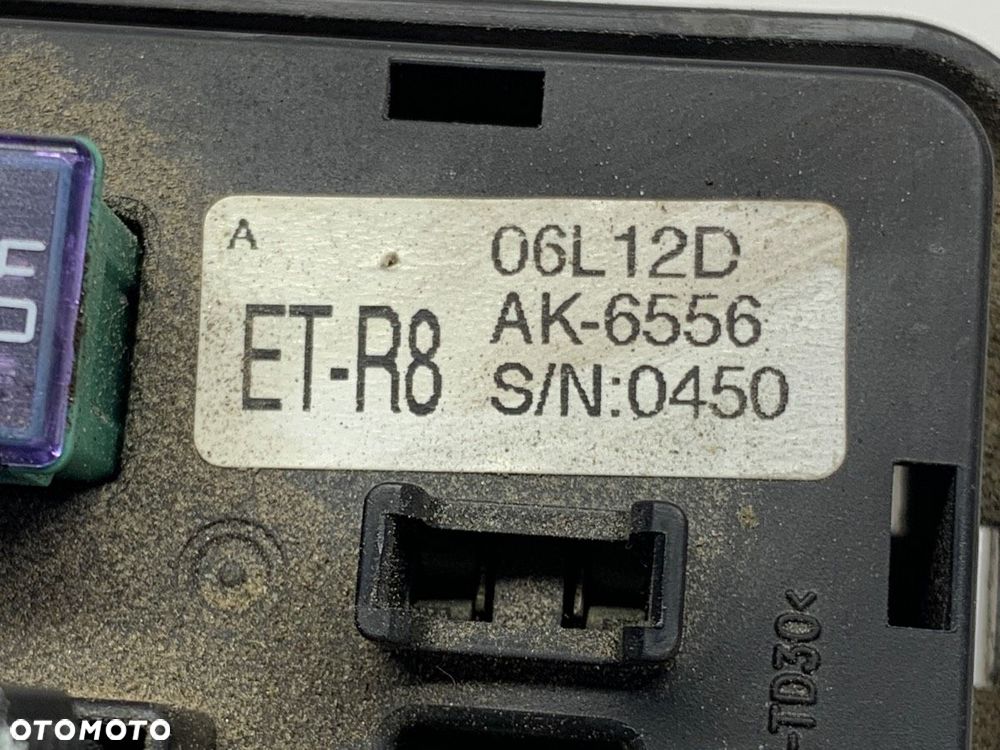 A
06L12D
AK-6556
ET-R8
S/N:0450
-TD30<
OTOMOTO